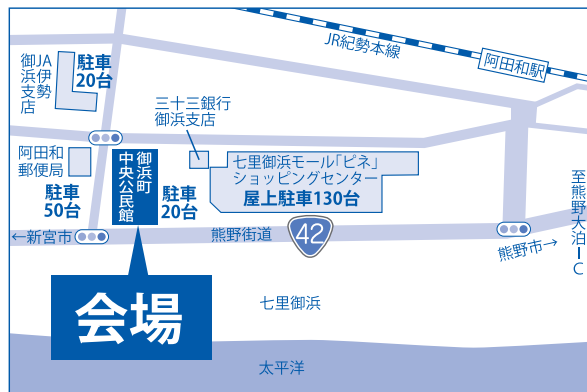 JR紀勢本線
阿田和駅
JA伊勢
御浜支店
駐車
20台
三十三銀行
御浜支店
阿田和
郵便局
駐車
50台
御浜町
中央公民館
駐車
20台
七里御浜モール「ピネ」
ショッピングセンター
屋上駐車130台
←新宮市
熊野街道
42
熊野市→
至熊野大泊IC
会場
七里御浜
太平洋